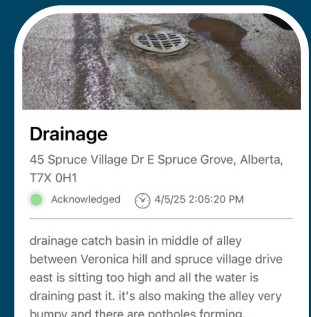 Drainage
45 Spruce Village Dr E Spruce Grove, Alberta,
T7X 0H1
Acknowledged 4/5/25 2:05:20 PM
drainage catch basin in middle of alley
between Veronica hill and spruce village drive
east is sitting too high and all the water is
draining past it. it's also making the alley very
bumpy and there are potholes forming.